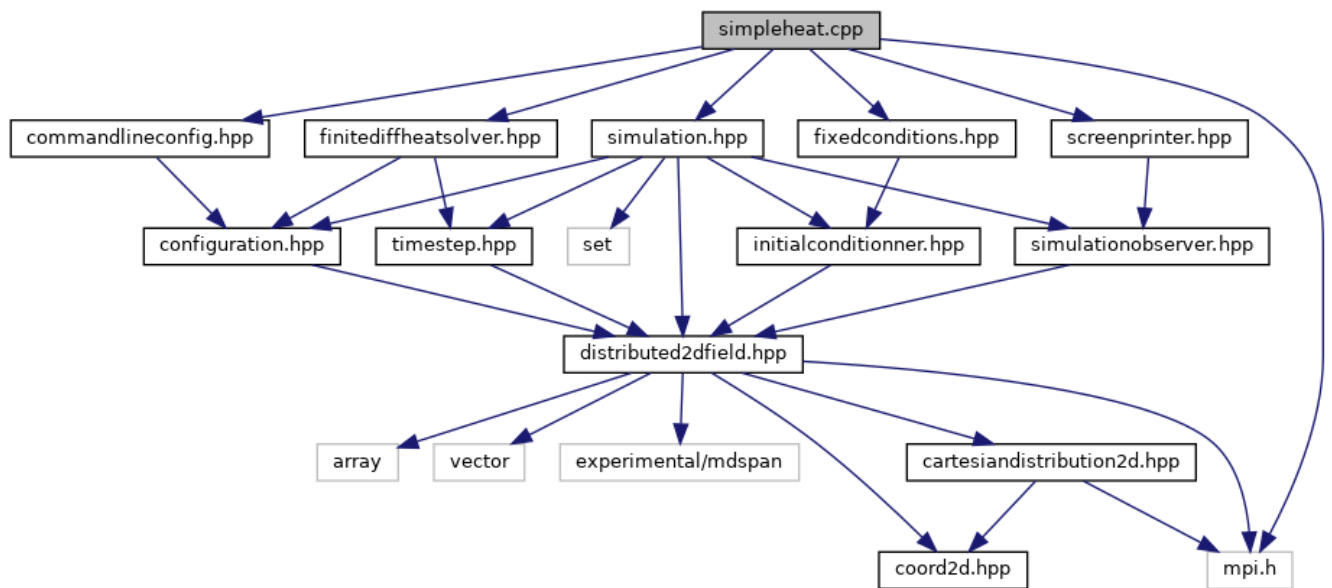 simpleheat.cpp
commandlineconfig.hpp
finitediffheatsolver.hpp
simulation.hpp
fixedconditions.hpp
screenprinter.hpp
configuration.hpp
timestep.hpp
set
initialconditionner.hpp
simulationobserver.hpp
distributed2dfield.hpp
array
vector
experimental/mdspan
cartesiandistribution2d.hpp
coord2d.hpp
mpi.h